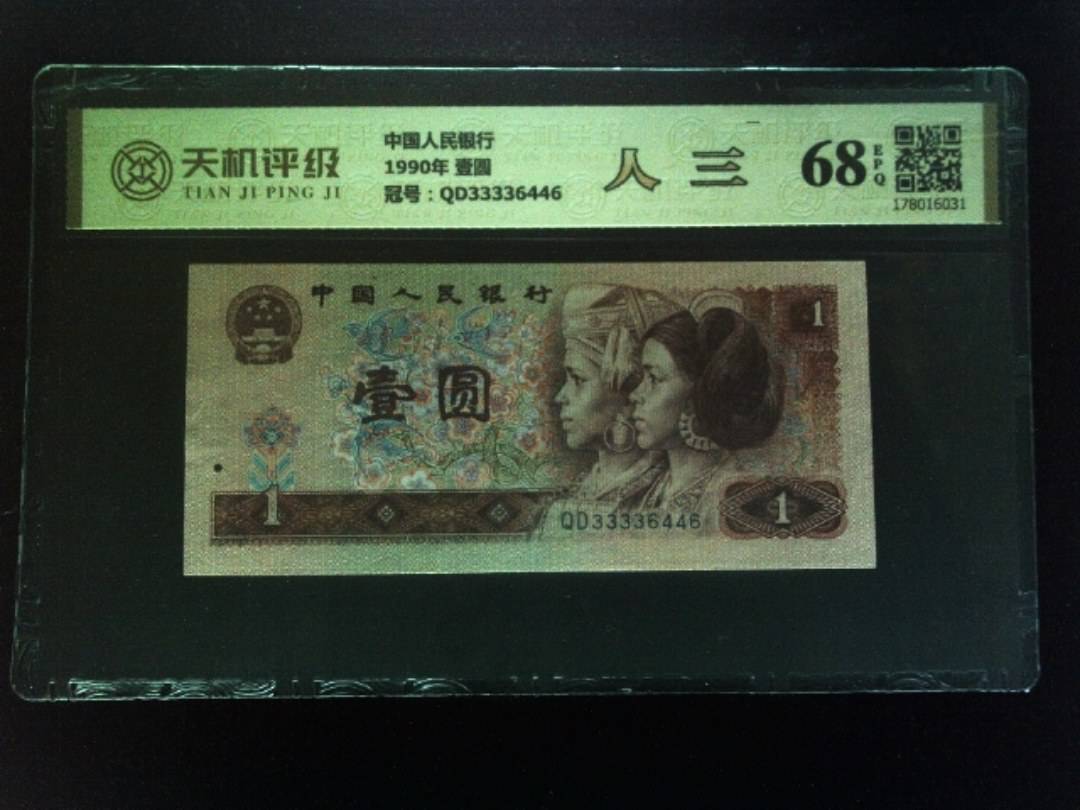 天机评级
TIAN JI PING JI
中国人民银行
1990年 壹圆
冠号：QD33336446
人 三
68
EPQ
178016031
中国人民银行
1
壹圆
1
QD33336446
1